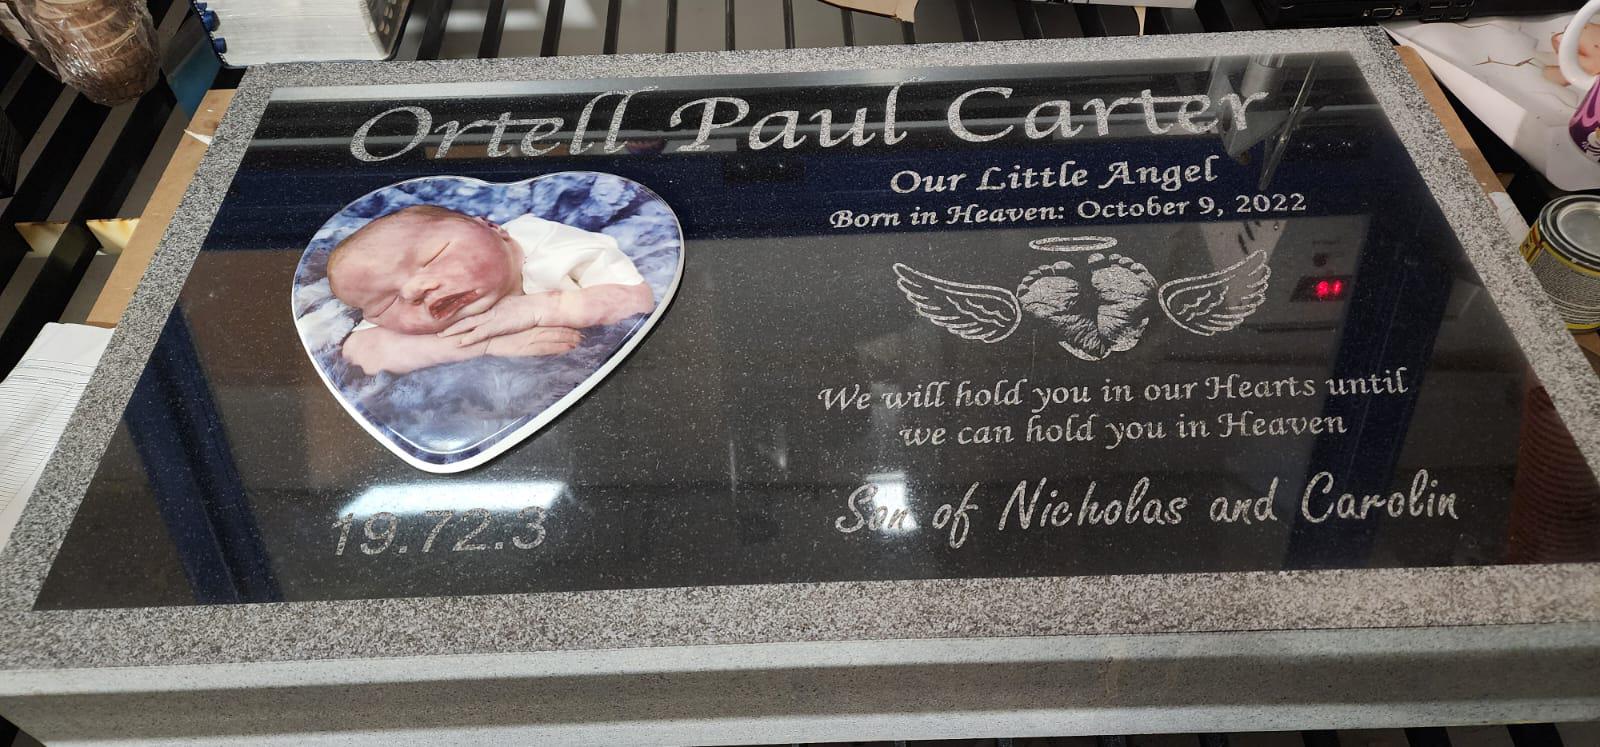 Ortell Paul Carter
Our Little Angel
Born in Heaven: October 9, 2022
We will hold you in our Hearts until
we can hold you in Heaven
Son of Nicholas and Carolin
19.72.3